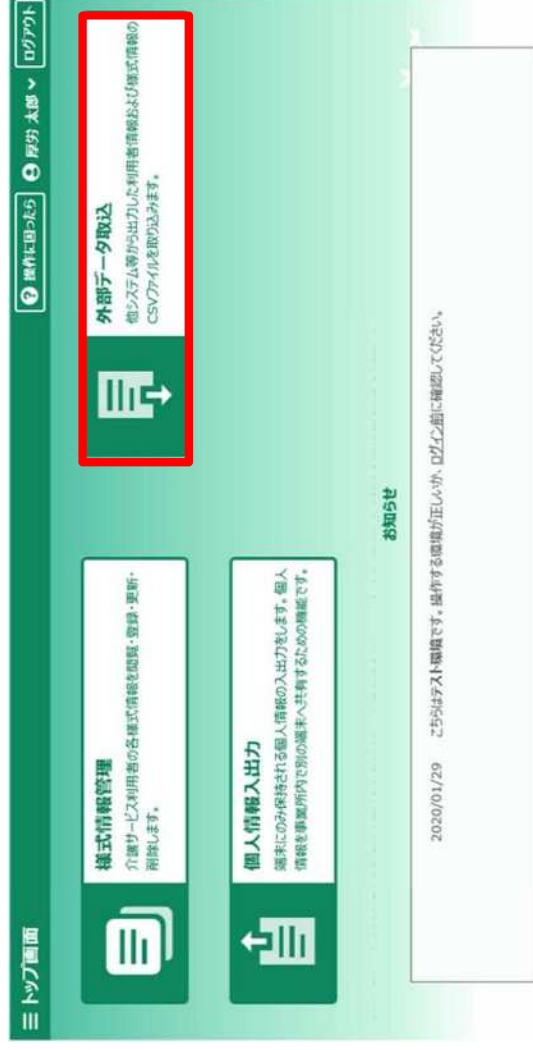 トップ画面
操作に困ったら
厚労 太郎
ログアウト
様式情報管理
介護サービス利用者の各様式情報を閲覧・登録・更新・
削除します。
外部データ取込
他システム等から出力した利用者情報および様式情報の
CSVファイルを取り込みます。
個人情報入出力
端末にのみ保持される個人情報の入出力をします。個人
情報を事業所内で別の端末へ共有するための機能です。
お知らせ
2020/01/29 こちらはテスト環境です。操作する環境が正しいか、ログイン前に確認してください。